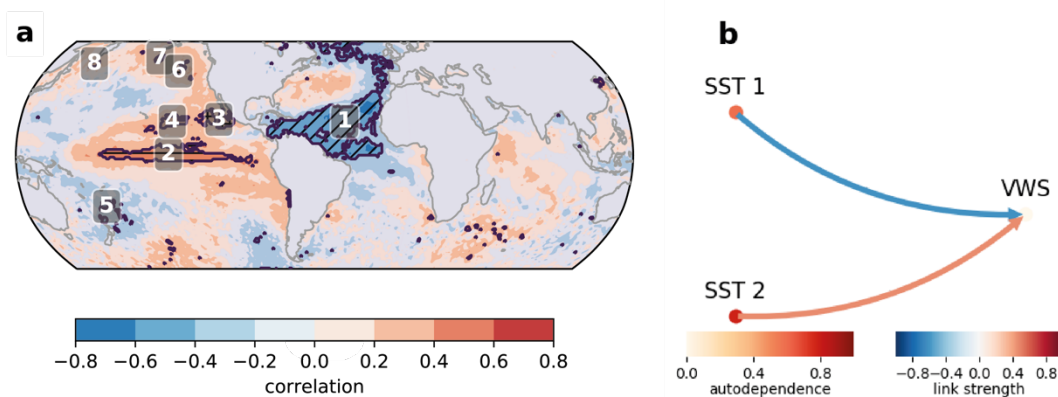 a
b
7
8
6
4
3
1
2
5
−0.8 −0.6 −0.4 −0.2 0.0 0.2 0.4 0.6 0.8
correlation
SST 1
VWS
SST 2
0.0 0.4 0.8
autodependence
−0.8 −0.4 0.0 0.4 0.8
link strength